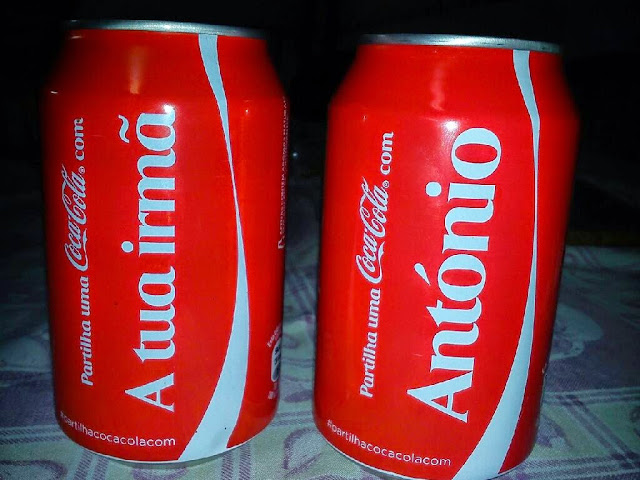 Partilha uma Coca-Cola® com
A tua irmã
#partilhacocacolacom
Partilha uma Coca-Cola® com
António
#partilhacocacolacom